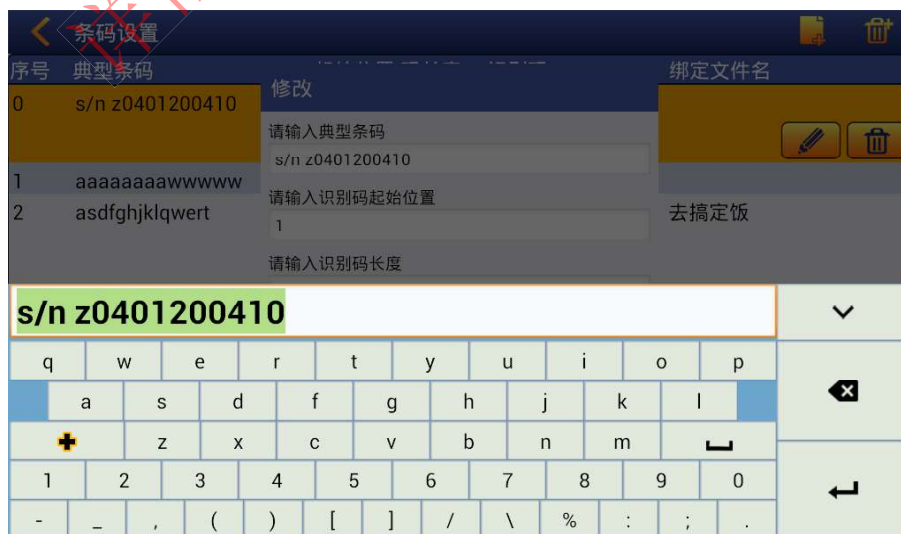 条码设置
序号 典型条码 绑定文件名
修改
0 s/n z0401200410
请输入典型条码
s/n z0401200410
1 aaaaaaaawwwww
请输入识别码起始位置
2 asdfghjklqwert 去搞定饭
1
请输入识别码长度
s/n z0401200410
q w e r t y u i o p
a s d f g h j k l
z x c v b n m
1 2 3 4 5 6 7 8 9 0
- _ , ( ) [ ] / \ % : ; .